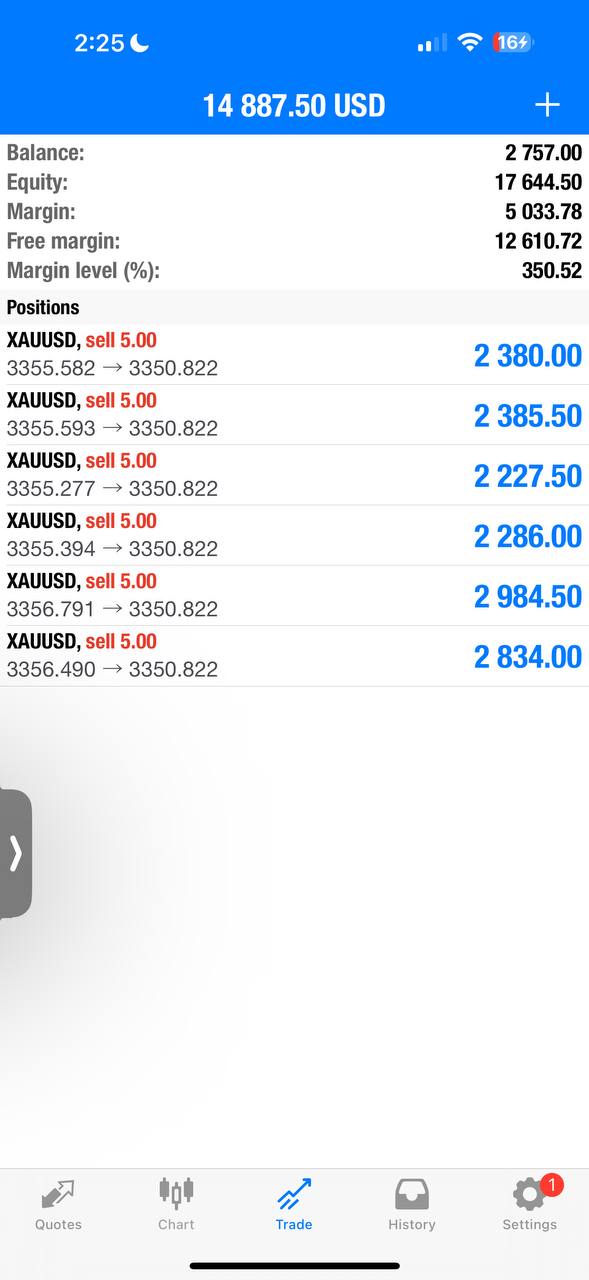 2:25
16
14 887.50 USD
Balance: 2 757.00
Equity: 17 644.50
Margin: 5 033.78
Free margin: 12 610.72
Margin level (%): 350.52
Positions
XAUUSD, sell 5.00
3355.582 → 3350.822 2 380.00
XAUUSD, sell 5.00
3355.593 → 3350.822 2 385.50
XAUUSD, sell 5.00
3355.277 → 3350.822 2 227.50
XAUUSD, sell 5.00
3355.394 → 3350.822 2 286.00
XAUUSD, sell 5.00
3356.791 → 3350.822 2 984.50
XAUUSD, sell 5.00
3356.490 → 3350.822 2 834.00
1
Quotes Chart Trade History Settings